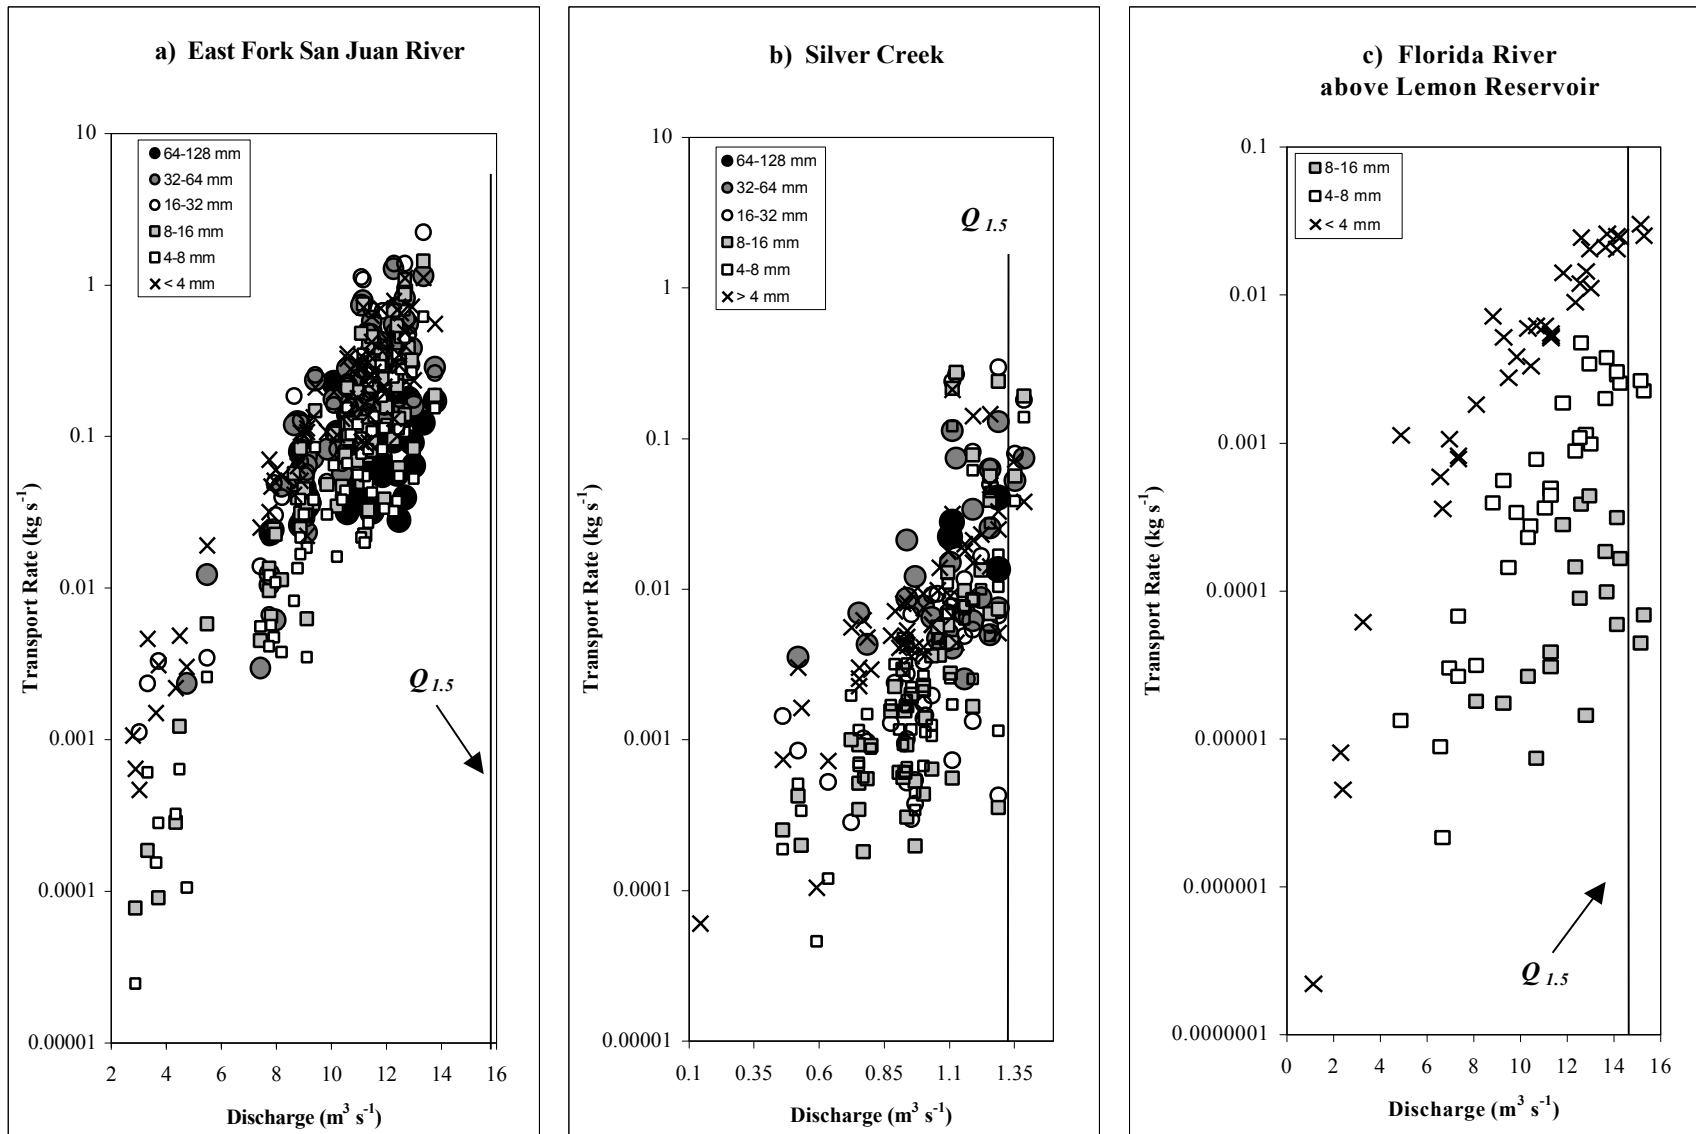 a) East Fork San Juan River
10
1
0.1
0.01
0.001
0.0001
0.00001
Transport Rate (kg s⁻¹)
64-128 mm
32-64 mm
16-32 mm
8-16 mm
4-8 mm
< 4 mm
Q 1.5
2 4 6 8 10 12 14 16
Discharge (m³ s⁻¹)
b) Silver Creek
10
1
0.1
0.01
0.001
0.0001
0.00001
Transport Rate (kg s⁻¹)
64-128 mm
32-64 mm
16-32 mm
8-16 mm
4-8 mm
> 4 mm
Q 1.5
0.1 0.35 0.6 0.85 1.1 1.35
Discharge (m³ s⁻¹)
c) Florida River
above Lemon Reservoir
0.1
0.01
0.001
0.0001
0.00001
0.000001
0.0000001
Transport Rate (kg s⁻¹)
8-16 mm
4-8 mm
< 4 mm
Q 1.5
0 2 4 6 8 10 12 14 16
Discharge (m³ s⁻¹)